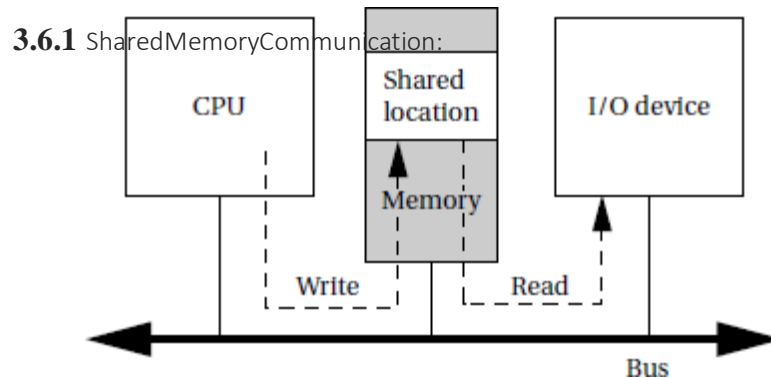 3.6.1 SharedMemoryCommunication:
CPU
Shared
location
I/O device
Memory
Write
Read
Bus